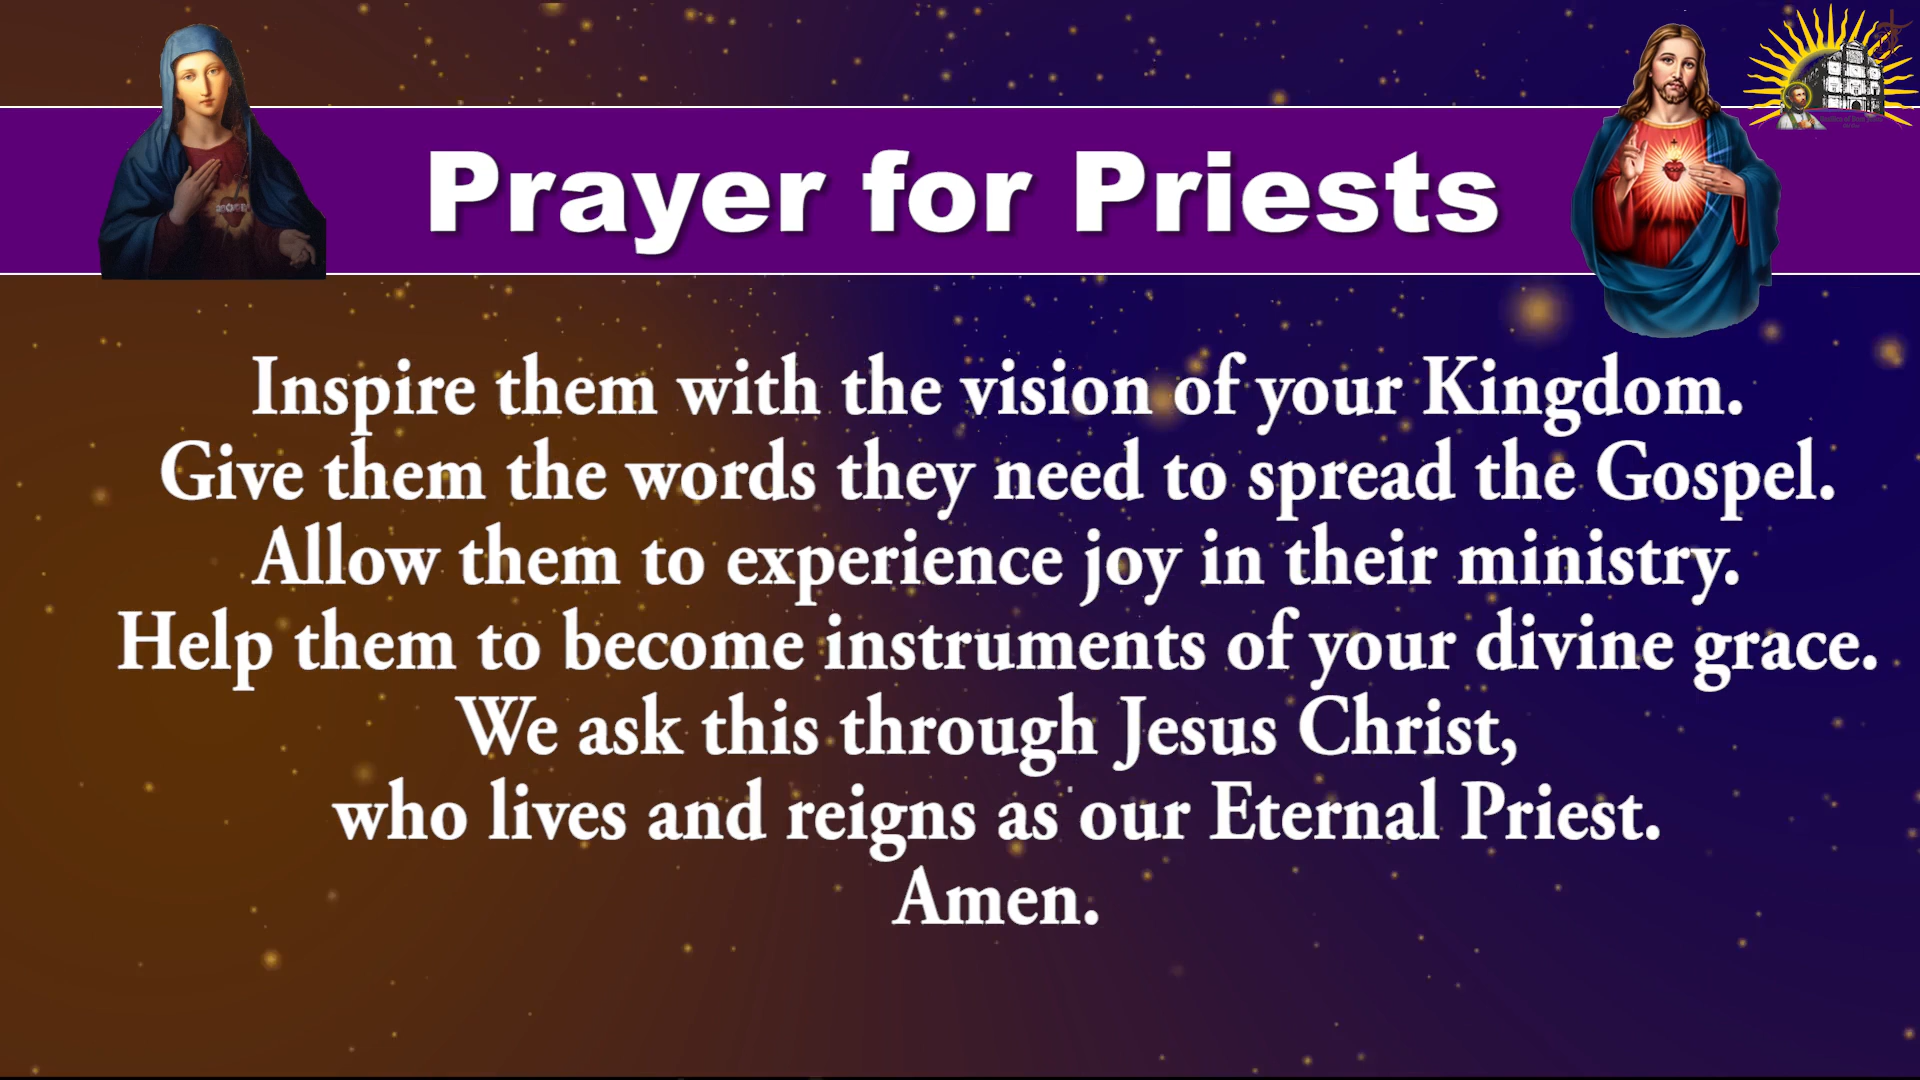 Prayer for Priests
Inspire them with the vision of your Kingdom.
Give them the words they need to spread the Gospel.
Allow them to experience joy in their ministry.
Help them to become instruments of your divine grace.
We ask this through Jesus Christ,
who lives and reigns as our Eternal Priest.
Amen.